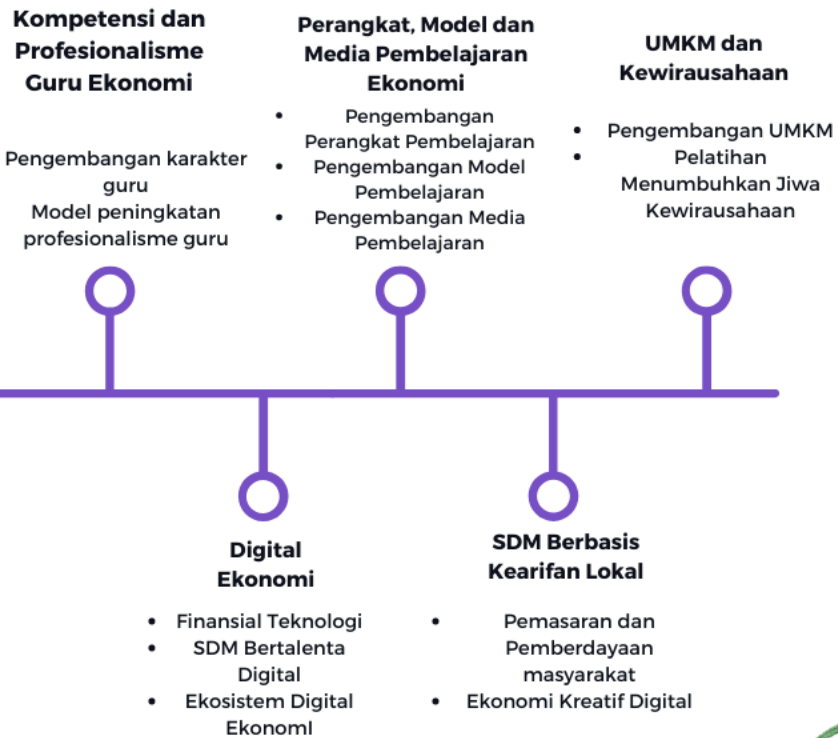 Kompetensi dan
Profesionalisme
Guru Ekonomi
Pengembangan karakter
guru
Model peningkatan
profesionalisme guru
Perangkat, Model dan
Media Pembelajaran
Ekonomi
• Pengembangan
Perangkat Pembelajaran
• Pengembangan Model
Pembelajaran
• Pengembangan Media
Pembelajaran
UMKM dan
Kewirausahaan
• Pengembangan UMKM
• Pelatihan
Menumbuhkan Jiwa
Kewirausahaan
Digital
Ekonomi
• Finansial Teknologi
• SDM Bertalenta
Digital
• Ekosistem Digital
EkonomI
SDM Berbasis
Kearifan Lokal
• Pemasaran dan
Pemberdayaan
masyarakat
• Ekonomi Kreatif Digital